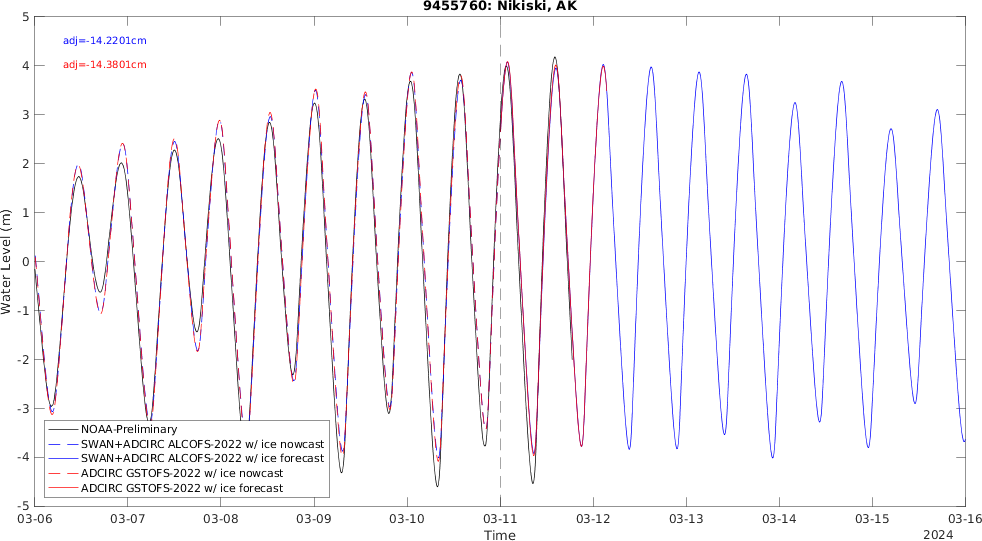 9455760: Nikiski, AK
adj=-14.2201cm
adj=-14.3801cm
5
4
3
2
1
0
-1
-2
-3
-4
-5
Water Level (m)
NOAA-Preliminary
SWAN+ADCIRC ALCOFS-2022 w/ ice nowcast
SWAN+ADCIRC ALCOFS-2022 w/ ice forecast
ADCIRC GSTOFS-2022 w/ ice nowcast
ADCIRC GSTOFS-2022 w/ ice forecast
03-06 03-07 03-08 03-09 03-10 03-11 03-12 03-13 03-14 03-15 03-16
Time
2024